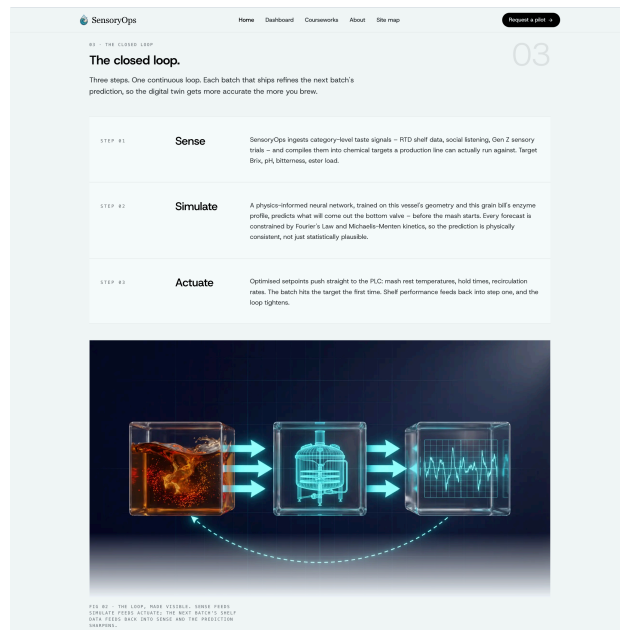 SensoryOps
Home Dashboard Courseworks About Site map
Request a pilot →
03 · THE CLOSED LOOP
03
The closed loop.
Three steps. One continuous loop. Each batch that ships refines the next batch's
prediction, so the digital twin gets more accurate the more you brew.
STEP #1
Sense
SensoryOps ingests category-level taste signals – RTD shelf data, social listening, Gen Z sensory
trials – and compiles them into chemical targets a production line can actually run against. Target
Brix, pH, bitterness, ester load.
STEP #2
Simulate
A physics-informed neural network, trained on this vessel's geometry and this grain bill's enzyme
profile, predicts what will come out the bottom valve – before the mash starts. Every forecast is
constrained by Fourier's Law and Michaelis-Menten kinetics, so the prediction is physically
consistent, not just statistically plausible.
STEP #3
Actuate
Optimised setpoints push straight to the PLC: mash rest temperatures, hold times, recirculation
rates. The batch hits the target the first time. Shelf performance feeds back into step one, and the
loop tightens.
FIG 02 · THE LOOP, MADE VISIBLE. SENSE FEEDS
SIMULATE FEEDS ACTUATE; THE NEXT BATCH'S SHELF
DATA FEEDS BACK INTO SENSE AND THE PREDICTION
SHARPENS.